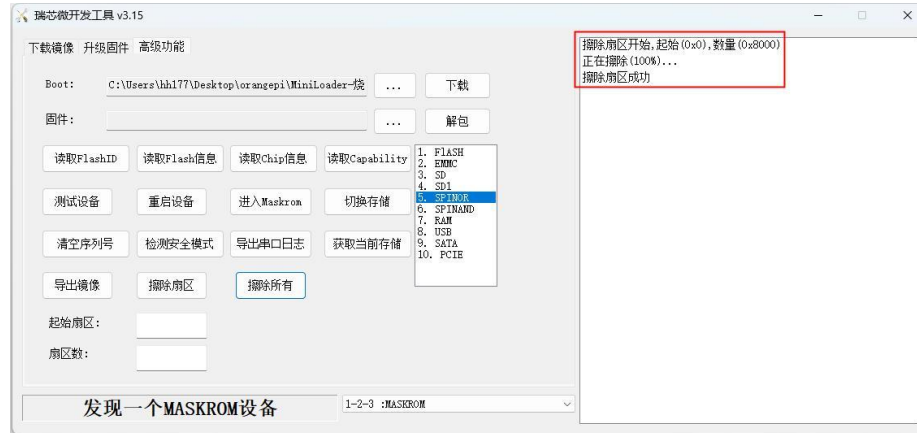 瑞芯微开发工具 v3.15
下载镜像 升级固件 高级功能
Boot: C:\Users\hh177\Desktop\orangepi\MiniLoader-烧 ... 下载
固件: ... 解包
读取FlashID 读取Flash信息 读取Chip信息 读取Capability
测试设备 重启设备 进入Maskrom 切换存储
清空序列号 检测安全模式 导出串口日志 获取当前存储
导出镜像 擦除扇区 擦除所有
1. FLASH
2. EMMC
3. SD
4. SD1
5. SPINOR
6. SPINAND
7. RAM
8. USB
9. SATA
10. PCIE
起始扇区:
扇区数:
发现一个MASKROM设备 1-2-3 :MASKROM
擦除扇区开始,起始(0x0),数量(0x8000)
正在擦除(100%)...
擦除扇区成功